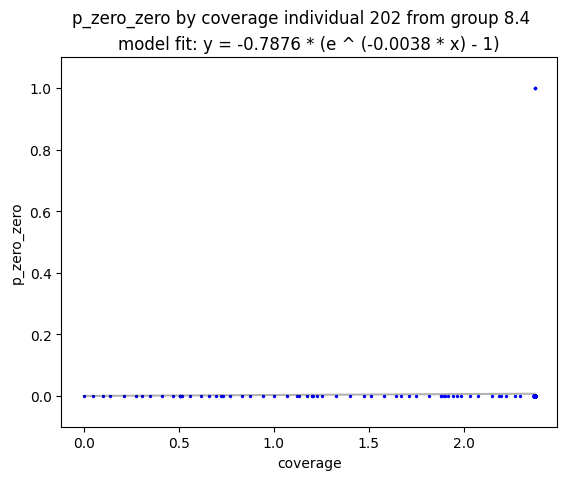 p_zero_zero by coverage individual 202 from group 8.4
model fit: y = -0.7876 * (e ^ (-0.0038 * x) - 1)
1.0
0.8
0.6
0.4
0.2
0.0
p_zero_zero
0.0 0.5 1.0 1.5 2.0
coverage